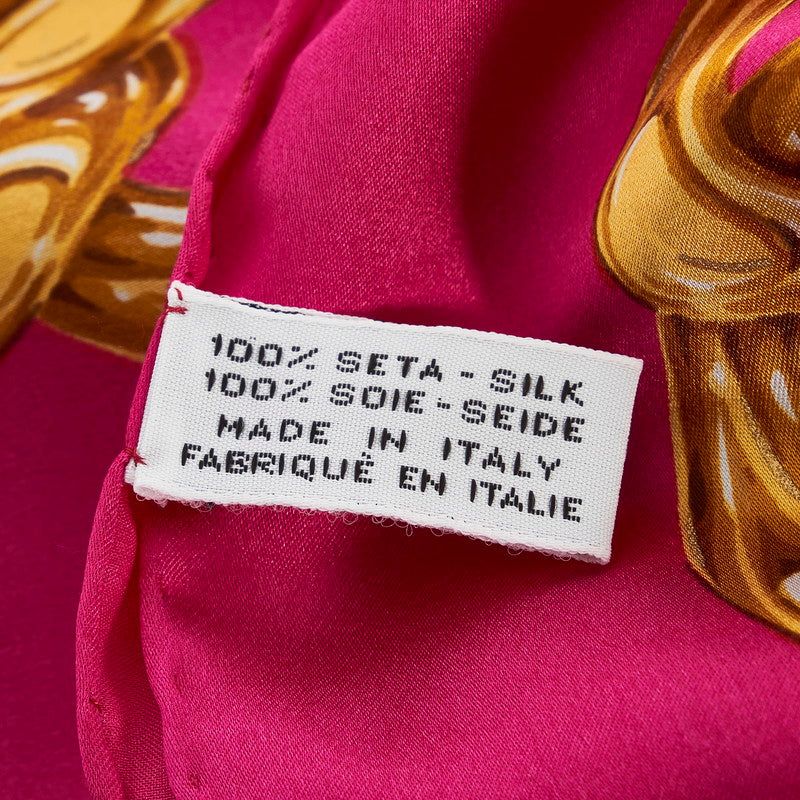 100% SETA - SILK
100% SOIE - SEIDE
MADE IN ITALY
FABRIQUÉ EN ITALIE